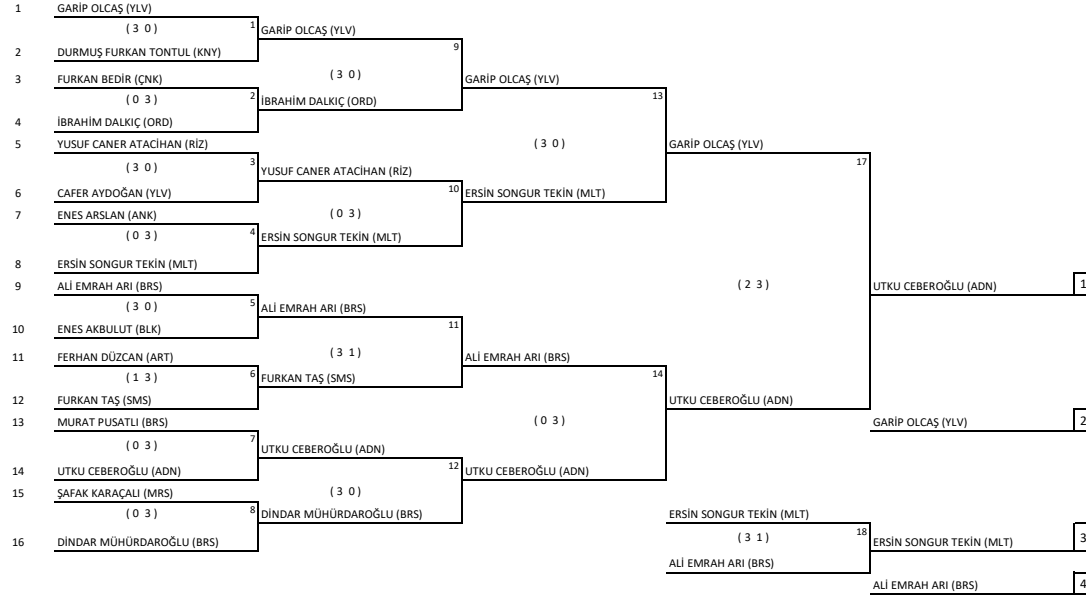 1 GARİP OLCAŞ (YLV)
( 3 0 ) 1 GARİP OLCAŞ (YLV)
9
2 DURMUŞ FURKAN TONTUL (KNY)
( 3 0 )
3 FURKAN BEDİR (ÇNK) GARİP OLCAŞ (YLV)
( 0 3 ) 2 İBRAHİM DALKIÇ (ORD) 13
4 İBRAHİM DALKIÇ (ORD)
5 YUSUF CANER ATACİHAN (RİZ) ( 3 0 ) GARİP OLCAŞ (YLV)
( 3 0 ) 3 YUSUF CANER ATACİHAN (RİZ) 17
6 CAFER AYDOĞAN (YLV) 10 ERSİN SONGUR TEKİN (MLT)
7 ENES ARSLAN (ANK) ( 0 3 )
( 0 3 ) 4 ERSİN SONGUR TEKİN (MLT)
8 ERSİN SONGUR TEKİN (MLT)
9 ALİ EMRAH ARI (BRS) ( 2 3 ) UTKU CEBEROĞLU (ADN) 1
( 3 0 ) 5 ALİ EMRAH ARI (BRS)
10 ENES AKBULUT (BLK) 11
( 3 1 )
11 FERHAN DÜZCAN (ART) ALİ EMRAH ARI (BRS)
( 1 3 ) 6 FURKAN TAŞ (SMS) 14
12 FURKAN TAŞ (SMS) UTKU CEBEROĞLU (ADN)
13 MURAT PUSATLI (BRS) ( 0 3 ) GARİP OLCAŞ (YLV) 2
( 0 3 ) 7 UTKU CEBEROĞLU (ADN)
14 UTKU CEBEROĞLU (ADN) 12 UTKU CEBEROĞLU (ADN)
15 ŞAFAK KARAÇALI (MRS) ( 3 0 )
( 0 3 ) 8 DİNDAR MÜHÜRDAROĞLU (BRS) ERSİN SONGUR TEKİN (MLT)
16 DİNDAR MÜHÜRDAROĞLU (BRS) ( 3 1 ) 18 ERSİN SONGUR TEKİN (MLT) 3
ALİ EMRAH ARI (BRS)
ALİ EMRAH ARI (BRS) 4